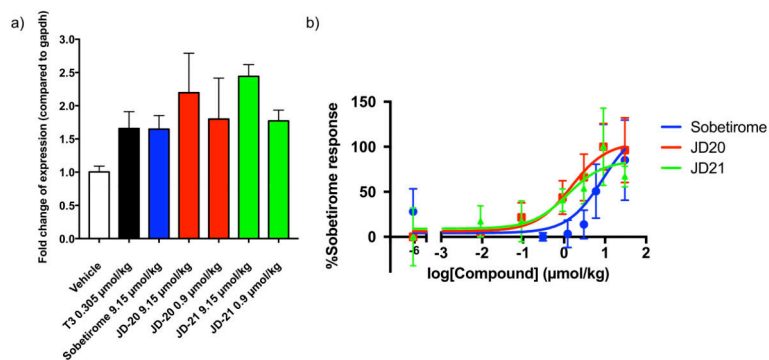 a)
Fold change of expression (compared to gapdh)
3.0
2.5
2.0
1.5
1.0
0.5
0.0
Vehicle
T3 0.305 µmol/kg
Sobetirome 9.15 µmol/kg
JD-20 9.15 µmol/kg
JD-20 0.9 µmol/kg
JD-21 9.15 µmol/kg
JD-21 0.9 µmol/kg
b)
%Sobetirome response
150
100
50
0
-6
-3
-2
-1
0
1
2
log[Compound] (µmol/kg)
Sobetirome
JD20
JD21